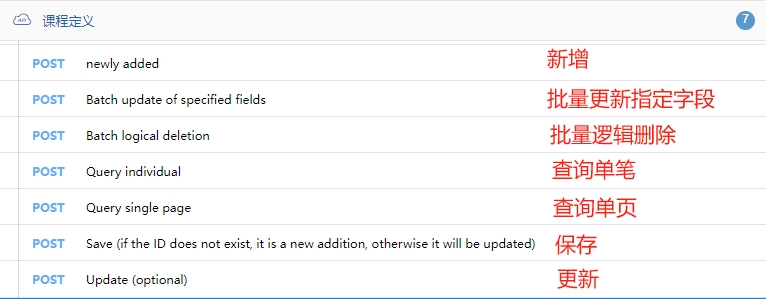 API 课程定义 7
POST newly added 新增
POST Batch update of specified fields 批量更新指定字段
POST Batch logical deletion 批量逻辑删除
POST Query individual 查询单笔
POST Query single page 查询单页
POST Save (if the ID does not exist, it is a new addition, otherwise it will be updated) 保存
POST Update (optional) 更新